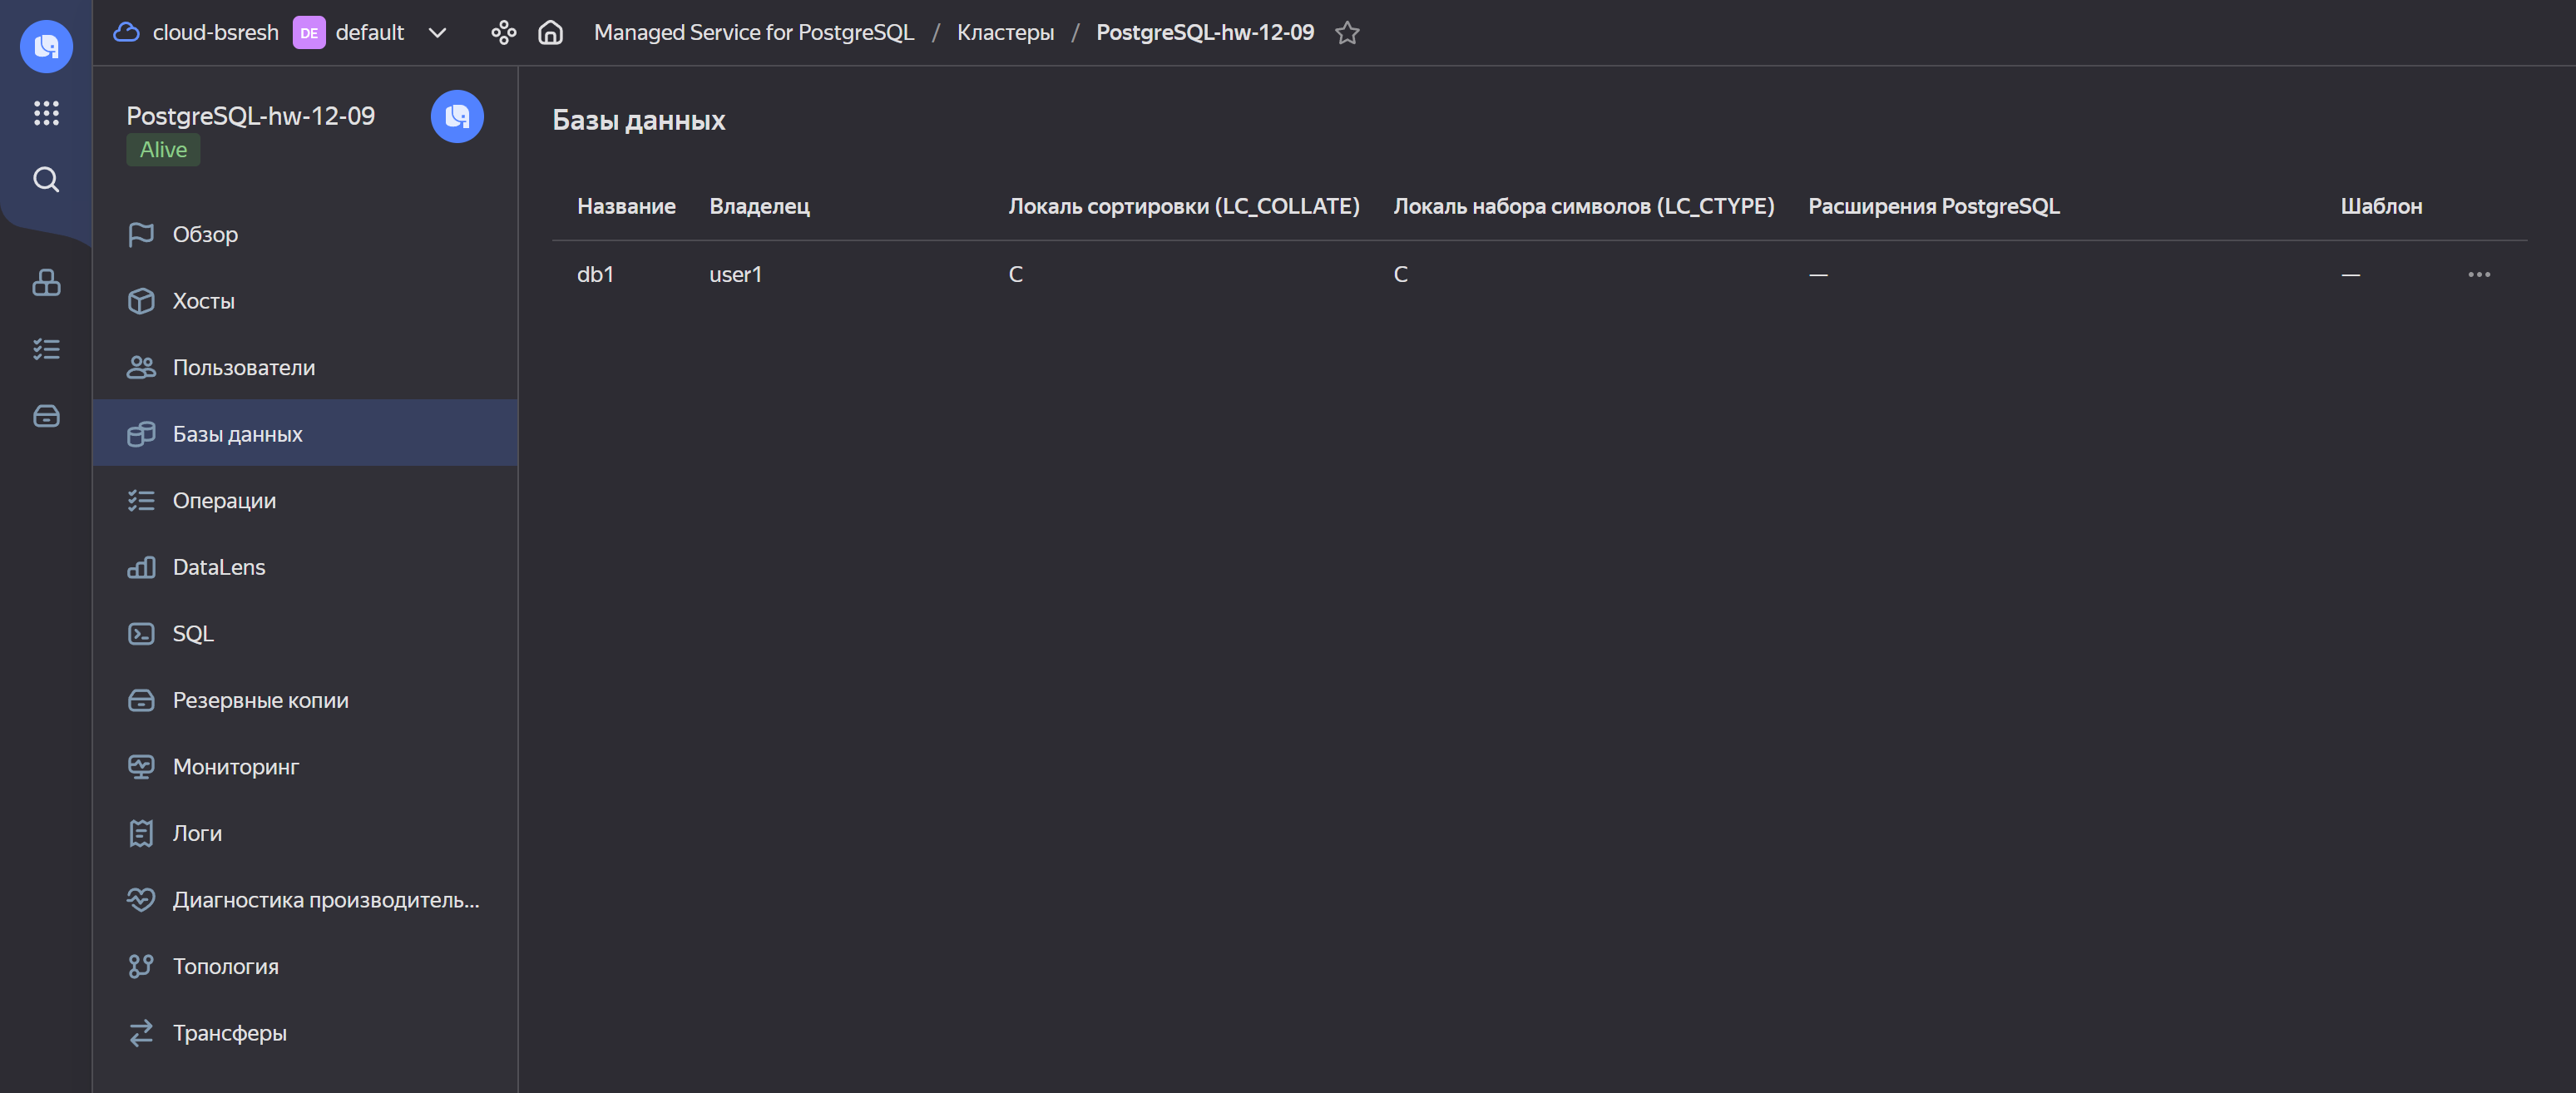 cloud-bsresh DE default Managed Service for PostgreSQL / Кластеры / PostgreSQL-hw-12-09
PostgreSQL-hw-12-09
Alive
Обзор
Хосты
Пользователи
Базы данных
Операции
DataLens
SQL
Резервные копии
Мониторинг
Логи
Диагностика производитель...
Топология
Трансферы
Базы данных
Название Владелец Локаль сортировки (LC_COLLATE) Локаль набора символов (LC_CTYPE) Расширения PostgreSQL Шаблон
db1 user1 C C — —